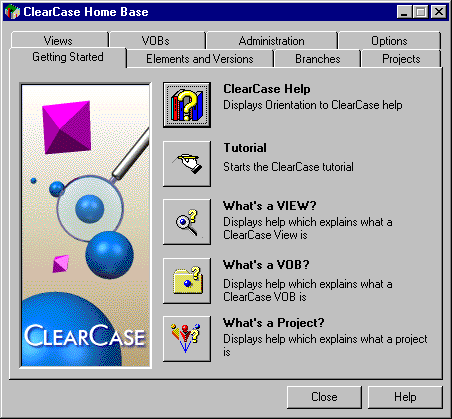 ClearCase Home Base
Views VOBs Administration Options
Getting Started Elements and Versions Branches Projects
ClearCase Help
Displays Orientation to ClearCase help
Tutorial
Starts the ClearCase tutorial
What's a VIEW?
Displays help which explains what a
ClearCase View is
What's a VOB?
Displays help which explains what a
ClearCase VOB is
What's a Project?
Displays help which explains what a project
is
CLEARCASE
Close Help